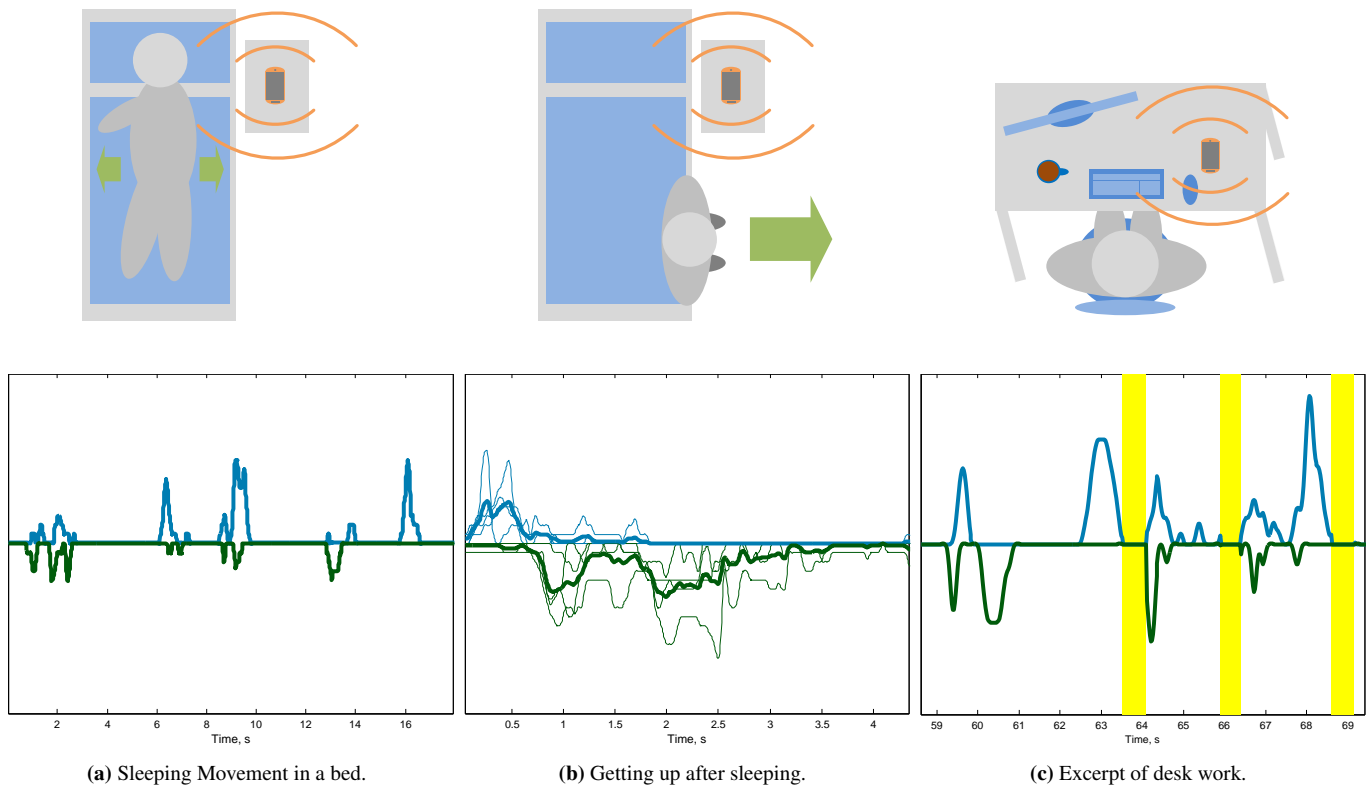 2 4 6 8 10 12 14 16
Time, s
0.5 1 1.5 2 2.5 3 3.5 4
Time, s
59 60 61 62 63 64 65 66 67 68 69
Time, s
(a) Sleeping Movement in a bed.
(b) Getting up after sleeping.
(c) Excerpt of desk work.